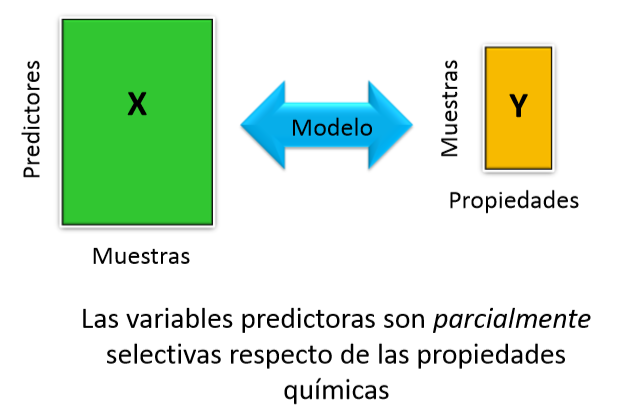 Predictores
X
Muestras
Modelo
Muestras
Y
Propiedades
Las variables predictoras son parcialmente
selectivas respecto de las propiedades
químicas